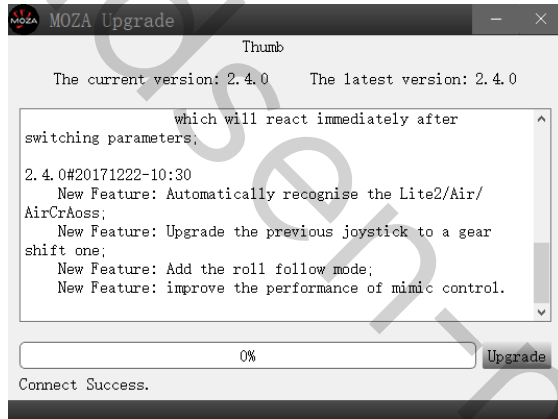 MOZA MOZA Upgrade
Thumb
The current version: 2.4.0 The latest version: 2.4.0
which will react immediately after
switching parameters;
2.4.0#20171222-10:30
New Feature: Automatically recognise the Lite2/Air/
AirCrAoss;
New Feature: Upgrade the previous joystick to a gear
shift one;
New Feature: Add the roll follow mode;
New Feature: improve the performance of mimic control.
0% Upgrade
Connect Success.